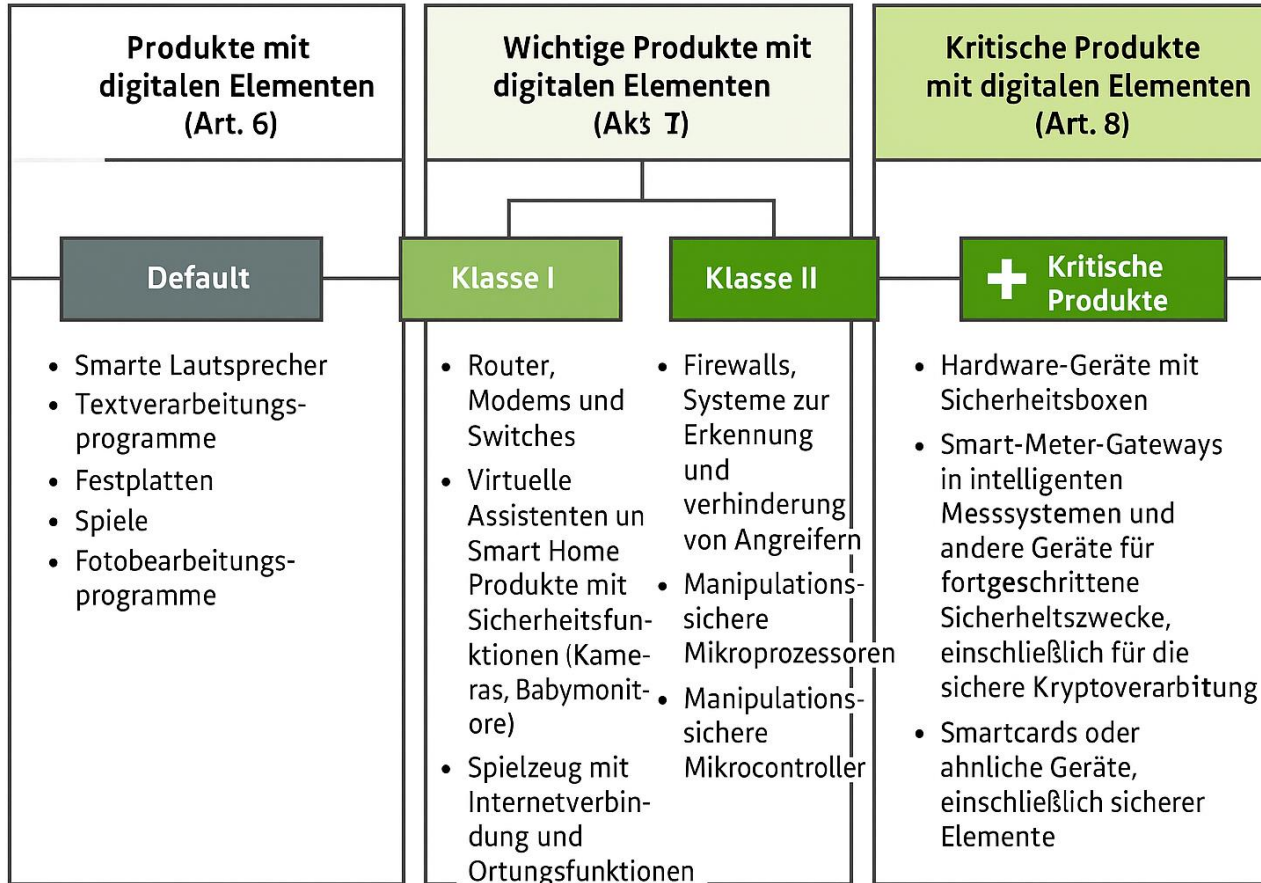 Produkte mit
digitalen Elementen
(Art. 6)
Wichtige Produkte mit
digitalen Elementen
(Akt 7)
Kritische Produkte
mit digitalen Elementen
(Art. 8)
Default
• Smarte Lautsprecher
• Textverarbeitungs-
programme
• Festplatten
• Spiele
• Fotobearbeitungs-
programme
Klasse I
• Router,
Modems und
Switches
• Virtuelle
Assistenten un
Smart Home
Produkte mit
Sicherheitsfun-
ktionen (Kame-
ras, Babymonit-
ore)
• Spielzeug mit
Internetverbin-
dung und
Ortungsfunktionen
Klasse II
• Firewalls,
Systeme zur
Erkennung
und
verhinderung
von Angreifern
• Manipulations-
sichere
Mikroprozessoren
• Manipulations-
sichere
Mikrocontroller
Kritische
Produkte
• Hardware-Geräte mit
Sicherheitsboxen
• Smart-Meter-Gateways
in intelligenten
Messsystemen und
andere Geräte für
fortgeschrittene
Sicherheltszwecke,
einschließlich für die
sichere Kryptoverarbitung
• Smartcards oder
ahnliche Geräte,
einschließlich sicherer
Elemente